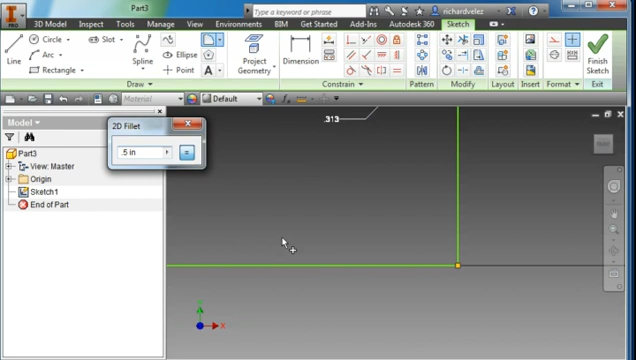 Part3
Type a keyword or phrase
richardvelez
PRO
3D Model
Inspect
Tools
Manage
View
Environments
BIM
Get Started
Add-Ins
Autodesk 360
Sketch
Line
Circle
Arc
Rectangle
Slot
Spline
Ellipse
Point
A
Project
Geometry
Dimension
Pattern
Modify
Layout
Insert
Format
Finish
Sketch
Draw
Constrain
Exit
Material
Default
Model
2D Fillet
.5 in
=
.313
Part3
View: Master
Origin
Sketch1
End of Part
X